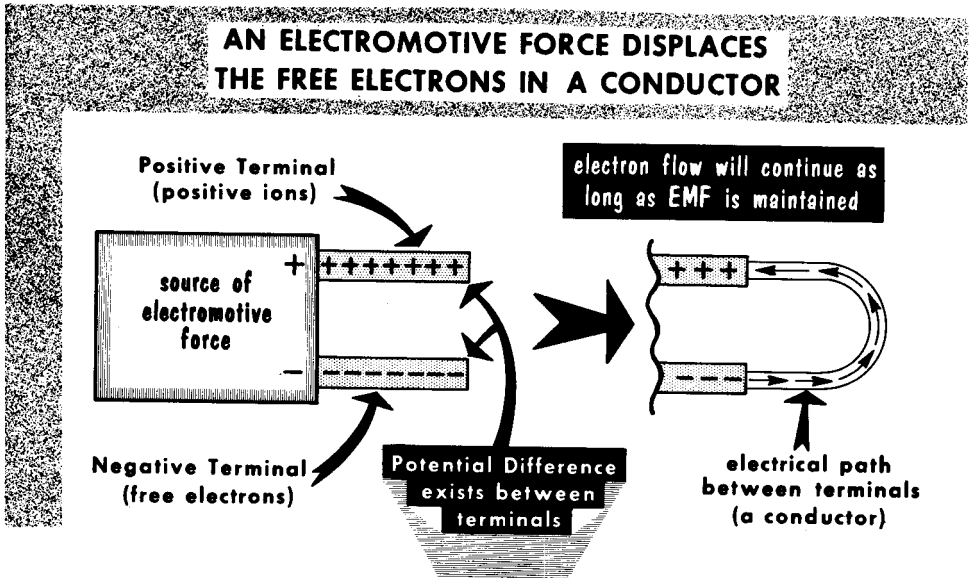 AN ELECTROMOTIVE FORCE DISPLACES
THE FREE ELECTRONS IN A CONDUCTOR
Positive Terminal
(positive ions)
electron flow will continue as
long as EMF is maintained
+ +++++++
source of
electromotive
force
- -------
+++
---
Negative Terminal
(free electrons)
Potential Difference
exists between
terminals
electrical path
between terminals
(a conductor)